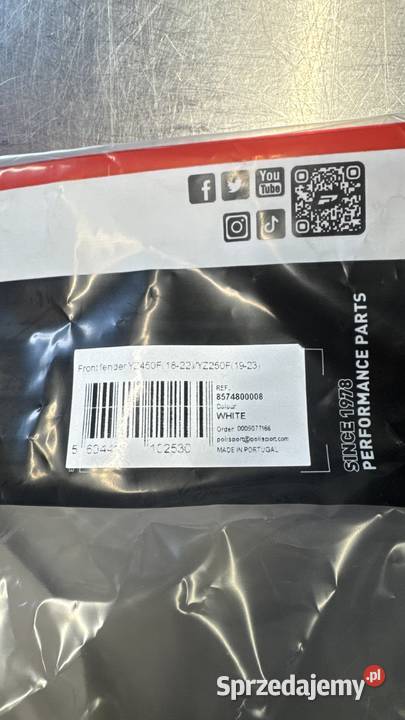 You
Tube
Front fender YZ450F(18-22)/YZ250F(19-23)
REF.
8574800008
Colour
WHITE
Order: 0009077166
polisport@polisport.com
MADE IN PORTUGAL
SINCE 1978
PERFORMANCE PARTS
Sprzedajemy.pl